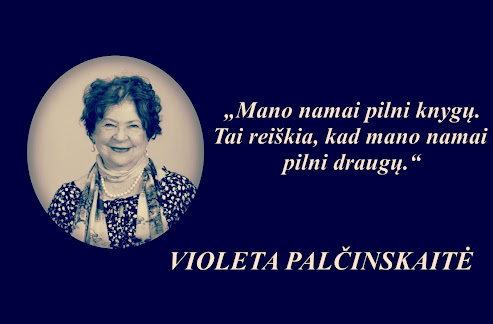 „Mano namai pilni knygų.
Tai reiškia, kad mano namai
pilni draugų.“
VIOLETA PALČINSKAITĖ